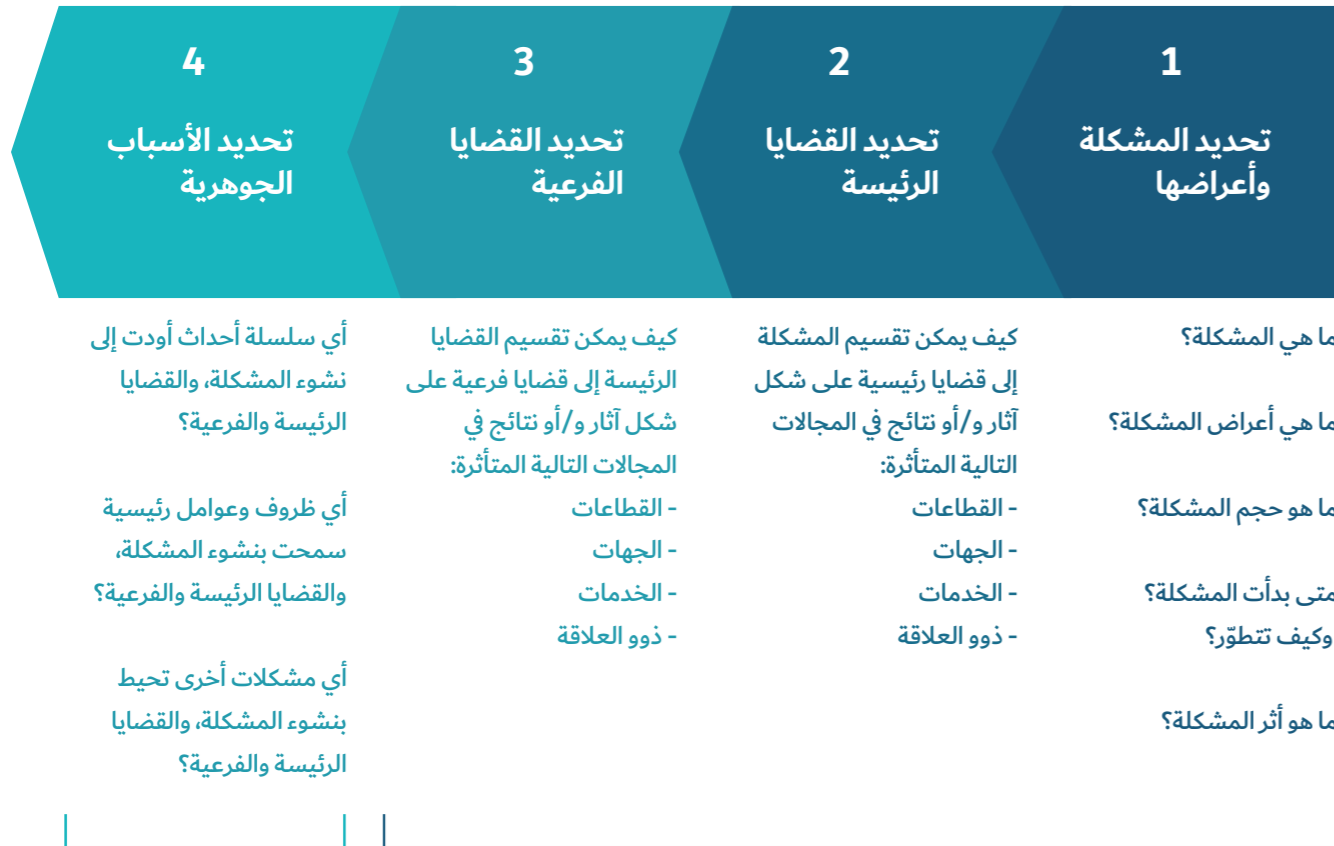 1
تحديد المشكلة
وأعراضها
ما هي المشكلة؟
ما هي أعراض المشكلة؟
ما هو حجم المشكلة؟
متى بدأت المشكلة؟
وكيف تتطوّر؟
ما هو أثر المشكلة؟
2
تحديد القضايا
الرئيسة
كيف يمكن تقسيم المشكلة
إلى قضايا رئيسية على شكل
آثار و/أو نتائج في المجالات
التالية المتأثرة:
- القطاعات
- الجهات
- الخدمات
- ذوو العلاقة
3
تحديد القضايا
الفرعية
كيف يمكن تقسيم القضايا
الرئيسة إلى قضايا فرعية على
شكل آثار و/أو نتائج في
المجالات التالية المتأثرة:
- القطاعات
- الجهات
- الخدمات
- ذوو العلاقة
4
تحديد الأسباب
الجوهرية
أي سلسلة أحداث أودت إلى
نشوء المشكلة، والقضايا
الرئيسة والفرعية؟
أي ظروف وعوامل رئيسية
سمحت بنشوء المشكلة،
والقضايا الرئيسة والفرعية؟
أي مشكلات أخرى تحيط
بنشوء المشكلة، والقضايا
الرئيسة والفرعية؟